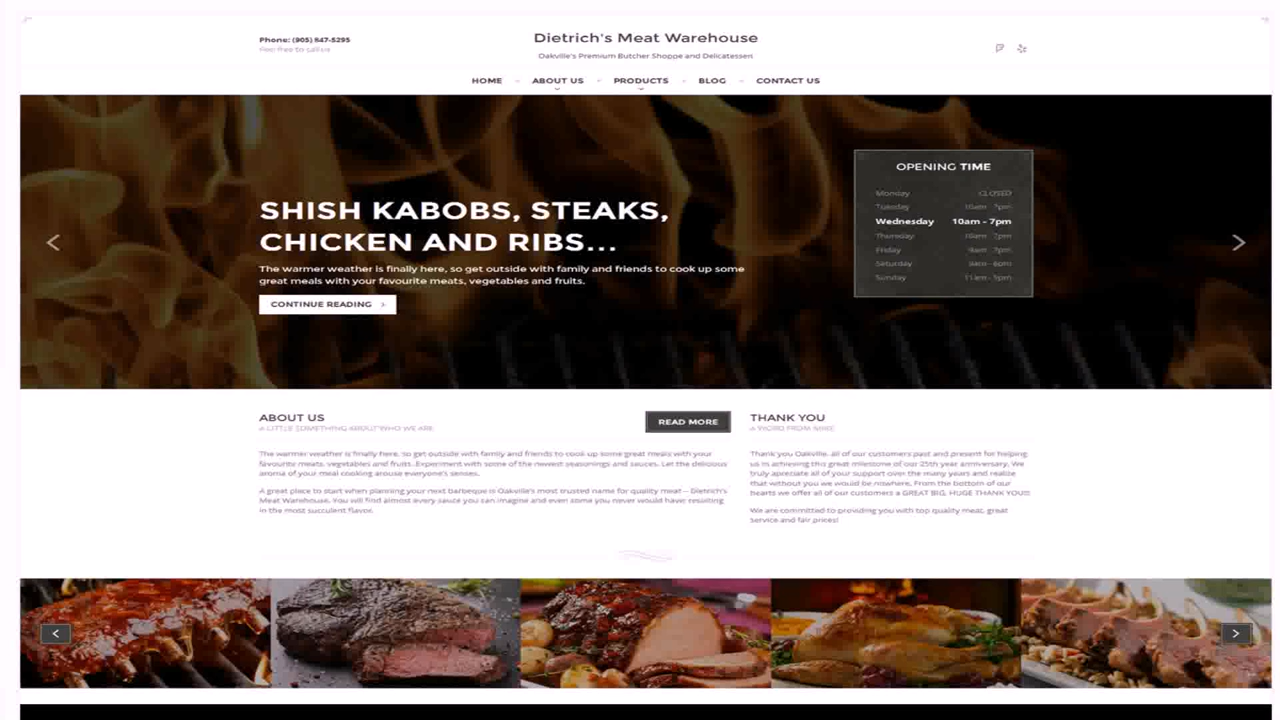 Phone: (905) 847-5295
Feel free to call us
Dietrich's Meat Warehouse
Oakville's Premium Butcher Shoppe and Delicatessen
HOME
ABOUT US
PRODUCTS
BLOG
CONTACT US
SHISH KABOBS, STEAKS,
CHICKEN AND RIBS...
The warmer weather is finally here, so get outside with family and friends to cook up some
great meals with your favourite meats, vegetables and fruits.
CONTINUE READING
OPENING TIME
Monday CLOSED
Tuesday 10am - 7pm
Wednesday 10am - 7pm
Thursday 10am - 7pm
Friday 9am - 7pm
Saturday 9am - 6pm
Sunday 11am - 5pm
ABOUT US
A LITTLE SOMETHING ABOUT WHO WE ARE
READ MORE
The warmer weather is finally here, so get outside with family and friends to cook up some great meals with your
favourite meats, vegetables and fruits. Experiment with some of the newest seasonings and sauces. Let the delicious
aroma of your meal cooking arouse everyone's senses.
A great place to start when planning your next barbeque is Oakville's most trusted name for quality meat – Dietrich's
Meat Warehouse. You will find almost every sauce you can imagine and even some you never would have resulting
in the most succulent flavor.
THANK YOU
A WORD FROM MIKE
Thank you Oakville- all of our customers past and present for helping
us in achieving this great milestone of our 25th year anniversary. We
truly appreciate all of your support over the many years and realize
that without you we would be nowhere. From the bottom of our
hearts we offer all of our customers a GREAT BIG, HUGE THANK YOU!!!
We are committed to providing you with top quality meat, great
service and fair prices!